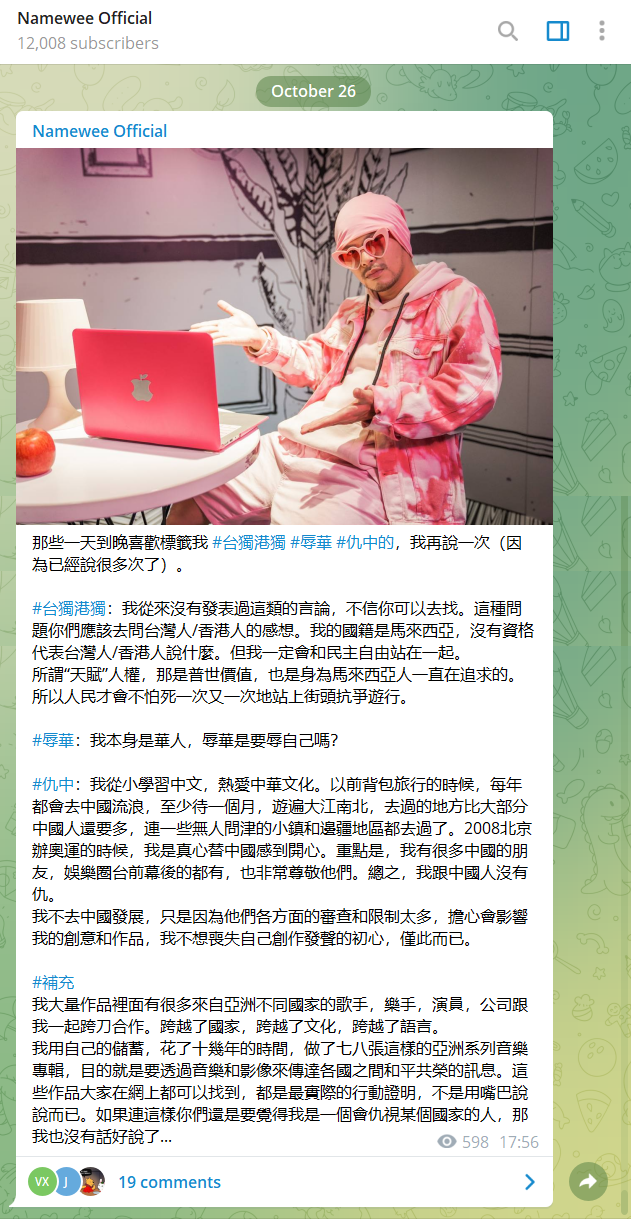 Namewee Official
12,008 subscribers
October 26
Namewee Official
那些一天到晚喜歡標籤我 #台獨港獨 #辱華 #仇中的，我再說一次（因
為已經說很多次了）。
#台獨港獨：我從來沒有發表過這類的言論，不信你可以去找。這種問
題你們應該去問台灣人/香港人的感想。我的國籍是馬來西亞，沒有資格
代表台灣人/香港人說什麼。但我一定會和民主自由站在一起。
所謂“天賦”人權，那是普世價值，也是身為馬來西亞人一直在追求的。
所以人民才會不怕死一次又一次地站上街頭抗爭遊行。
#辱華：我本身是華人，辱華是要辱自己嗎？
#仇中：我從小學習中文，熱愛中華文化。以前背包旅行的時候，每年
都會去中國流浪，至少待一個月，遊遍大江南北，去過的地方比大部分
中國人還要多，連一些無人問津的小鎮和邊疆地區都去過了。2008北京
辦奧運的時候，我是真心替中國感到開心。重點是，我有很多中國的朋
友，娛樂圈台前幕後的都有，也非常尊敬他們。總之，我跟中國人沒有
仇。
我不去中國發展，只是因為他們各方面的審查和限制太多，擔心會影響
我的創意和作品，我不想喪失自己創作發聲的初心，僅此而已。
#補充
我大量作品裡面有很多來自亞洲不同國家的歌手，樂手，演員，公司跟
我一起跨刀合作。跨越了國家，跨越了文化，跨越了語言。
我用自己的儲蓄，花了十幾年的時間，做了七八張這樣的亞洲系列音樂
專輯，目的就是要透過音樂和影像來傳達各國之間和平共榮的訊息。這
些作品大家在網上都可以找到，都是最實際的行動證明，不是用嘴巴說
說而已。如果連這樣你們還是要覺得我是一個會仇視某個國家的人，那
我也沒有話好說了...
598 17:56
VX J 19 comments